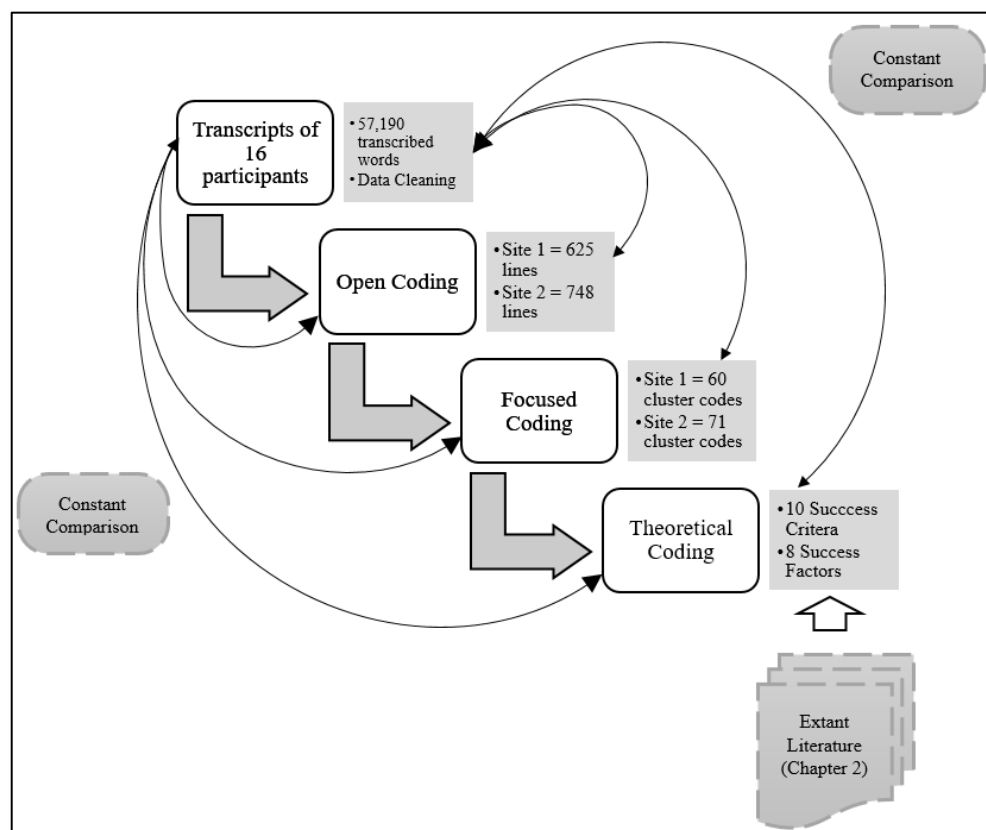 Constant
Comparison
Transcripts of
16
participants
•57,190
transcribed
words
•Data Cleaning
Open Coding
•Site 1 = 625
lines
•Site 2 = 748
lines
Focused
Coding
•Site 1 = 60
cluster codes
•Site 2 = 71
cluster codes
Constant
Comparison
Theoretical
Coding
•10 Succcess
Critera
•8 Success
Factors
Extant
Literature
(Chapter 2)